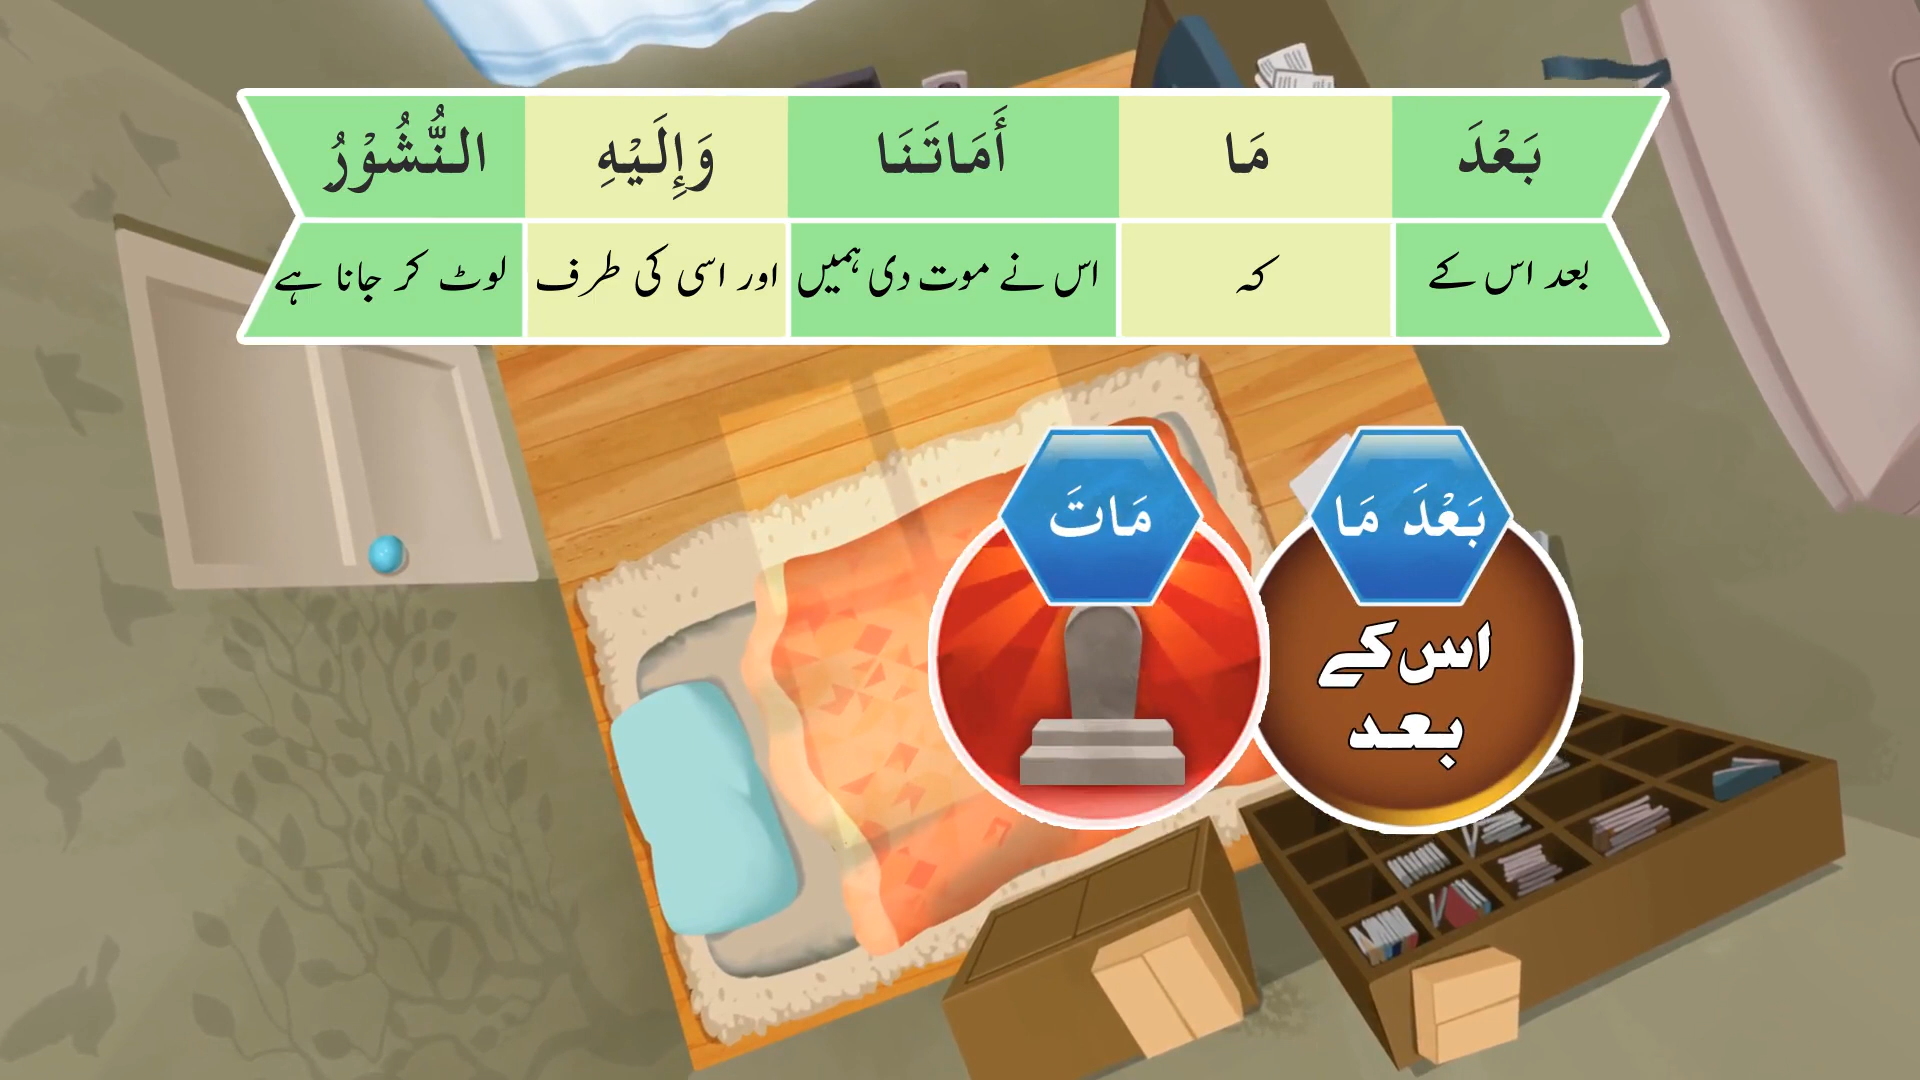 بَعْدَ مَا أَمَاتَنَا وَإِلَيْهِ النُّشُوْرُ
بعد اس کے کہ اس نے موت دی ہمیں اور اسی کی طرف لوٹ کر جانا ہے
بَعْدَ مَا
اس کے
بعد
مَاتَ